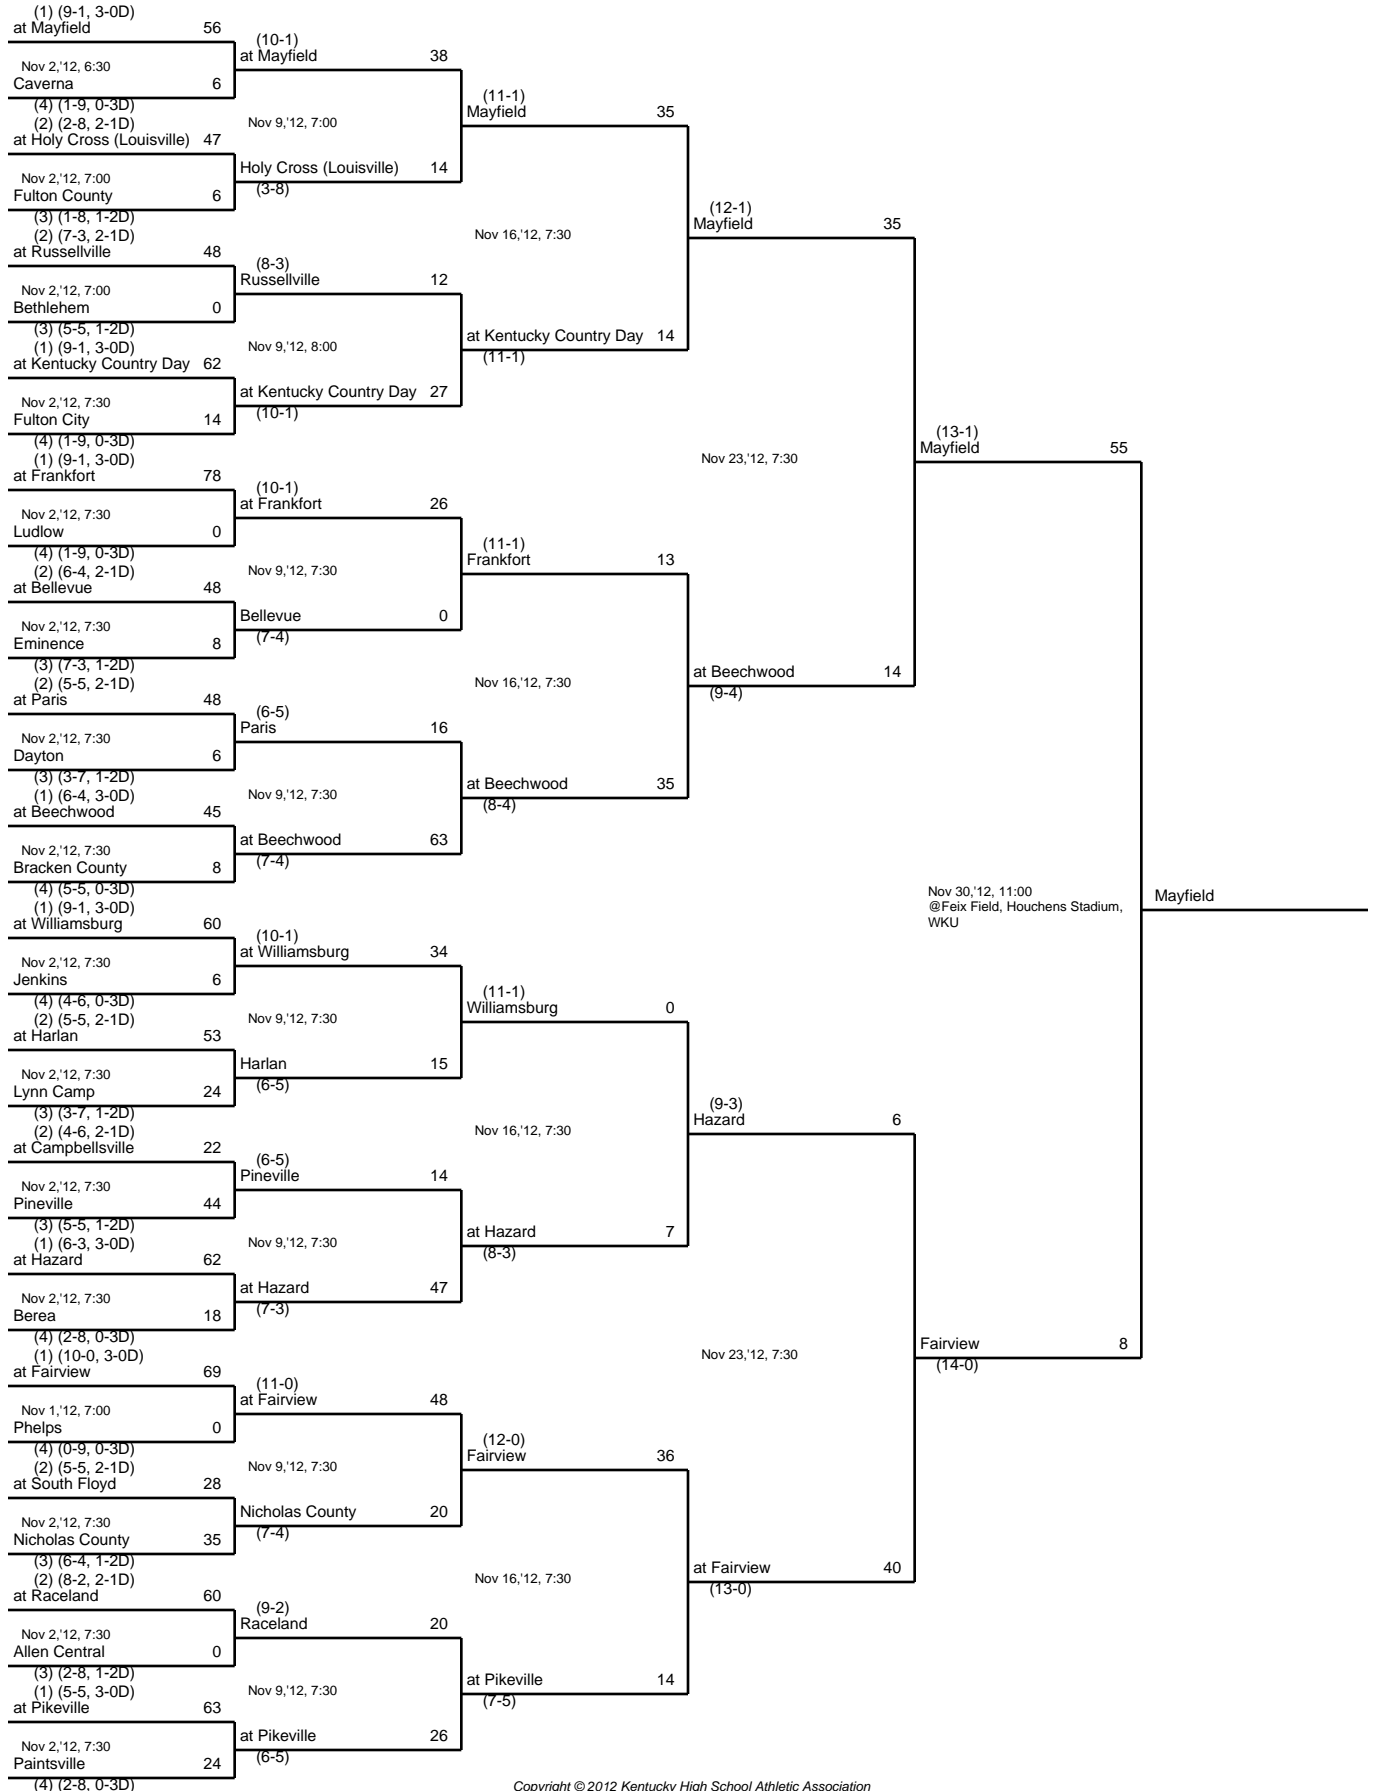 (1) (9-1, 3-0D)
at Mayfield 56
Nov 2,'12, 6:30
Caverna 6
(4) (1-9, 0-3D)
(2) (2-8, 2-1D)
at Holy Cross (Louisville) 47
Nov 2,'12, 7:00
Fulton County 6
(3) (1-8, 1-2D)
(2) (7-3, 2-1D)
at Russellville 48
Nov 2,'12, 7:00
Bethlehem 0
(3) (5-5, 1-2D)
(1) (9-1, 3-0D)
at Kentucky Country Day 62
Nov 2,'12, 7:30
Fulton City 14
(4) (1-9, 0-3D)
(1) (9-1, 3-0D)
at Frankfort 78
Nov 2,'12, 7:30
Ludlow 0
(4) (1-9, 0-3D)
(2) (6-4, 2-1D)
at Bellevue 48
Nov 2,'12, 7:30
Eminence 8
(3) (7-3, 1-2D)
(2) (5-5, 2-1D)
at Paris 48
Nov 2,'12, 7:30
Dayton 6
(3) (3-7, 1-2D)
(1) (6-4, 3-0D)
at Beechwood 45
Nov 2,'12, 7:30
Bracken County 8
(4) (5-5, 0-3D)
(1) (9-1, 3-0D)
at Williamsburg 60
Nov 2,'12, 7:30
Jenkins 6
(4) (4-6, 0-3D)
(2) (5-5, 2-1D)
at Harlan 53
Nov 2,'12, 7:30
Lynn Camp 24
(3) (3-7, 1-2D)
(2) (4-6, 2-1D)
at Campbellsville 22
Nov 2,'12, 7:30
Pineville 44
(3) (5-5, 1-2D)
(1) (6-3, 3-0D)
at Hazard 62
Nov 2,'12, 7:30
Berea 18
(4) (2-8, 0-3D)
(1) (10-0, 3-0D)
at Fairview 69
Nov 1,'12, 7:00
Phelps 0
(4) (0-9, 0-3D)
(2) (5-5, 2-1D)
at South Floyd 28
Nov 2,'12, 7:30
Nicholas County 35
(3) (6-4, 1-2D)
(2) (8-2, 2-1D)
at Raceland 60
Nov 2,'12, 7:30
Allen Central 0
(3) (2-8, 1-2D)
(1) (5-5, 3-0D)
at Pikeville 63
Nov 2,'12, 7:30
Paintsville 24
(4) (2-8, 0-3D)
(10-1)
at Mayfield 38
Nov 9,'12, 7:00
Holy Cross (Louisville) 14
(3-8)
(8-3)
Russellville 12
Nov 9,'12, 8:00
at Kentucky Country Day 27
(10-1)
(10-1)
at Frankfort 26
Nov 9,'12, 7:30
Bellevue 0
(7-4)
(6-5)
Paris 16
Nov 9,'12, 7:30
at Beechwood 63
(7-4)
(10-1)
at Williamsburg 34
Nov 9,'12, 7:30
Harlan 15
(6-5)
(6-5)
Pineville 14
Nov 9,'12, 7:30
at Hazard 47
(7-3)
(11-0)
at Fairview 48
Nov 9,'12, 7:30
Nicholas County 20
(7-4)
(9-2)
Raceland 20
Nov 9,'12, 7:30
at Pikeville 26
(6-5)
(11-1)
Mayfield 35
Nov 16,'12, 7:30
at Kentucky Country Day 14
(11-1)
(11-1)
Frankfort 13
Nov 16,'12, 7:30
at Beechwood 35
(8-4)
(11-1)
Williamsburg 0
Nov 16,'12, 7:30
at Hazard 7
(8-3)
(12-0)
Fairview 36
Nov 16,'12, 7:30
at Pikeville 14
(7-5)
(12-1)
Mayfield 35
Nov 23,'12, 7:30
at Beechwood 14
(9-4)
(9-3)
Hazard 6
Nov 23,'12, 7:30
at Fairview 40
(13-0)
(13-1)
Mayfield 55
Nov 30,'12, 11:00
@Feix Field, Houchens Stadium,
WKU
Fairview 8
(14-0)
Mayfield
Copyright © 2012 Kentucky High School Athletic Association